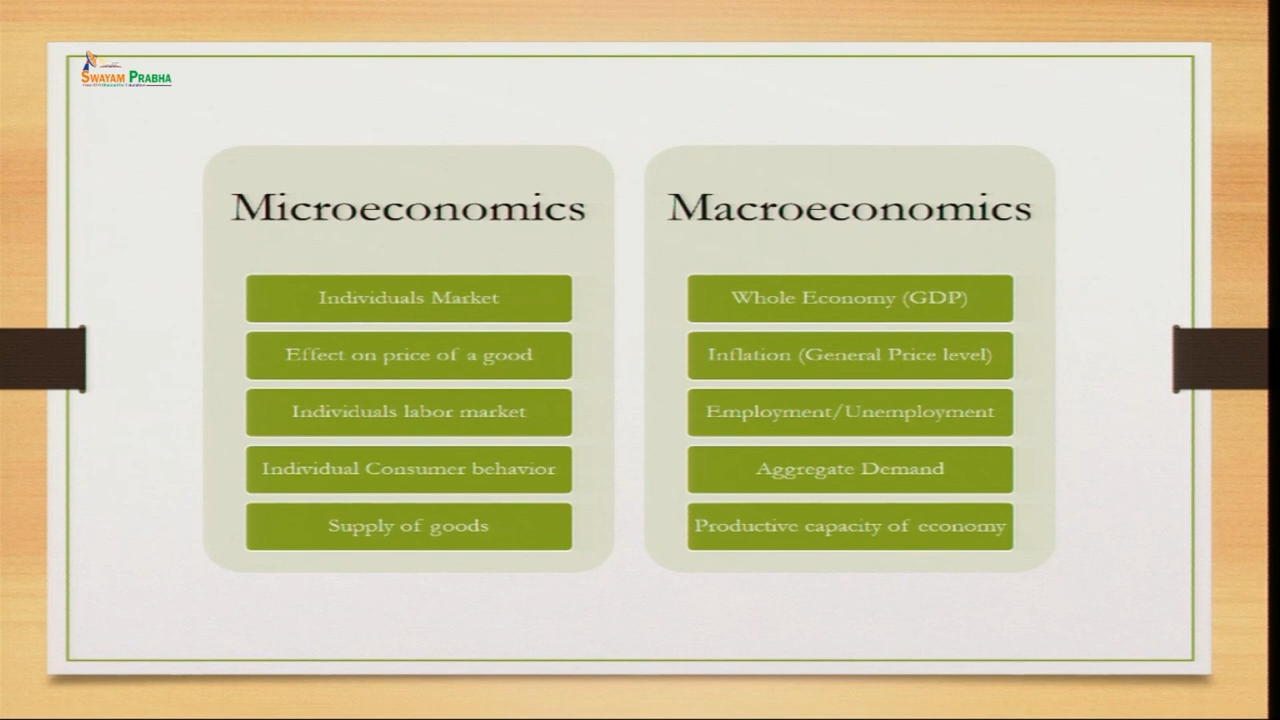 SWAYAM PRABHA
Microeconomics
Individuals Market
Effect on price of a good
Individuals labor market
Individual Consumer behavior
Supply of goods
Macroeconomics
Whole Economy (GDP)
Inflation (General Price level)
Employment/Unemployment
Aggregate Demand
Productive capacity of economy